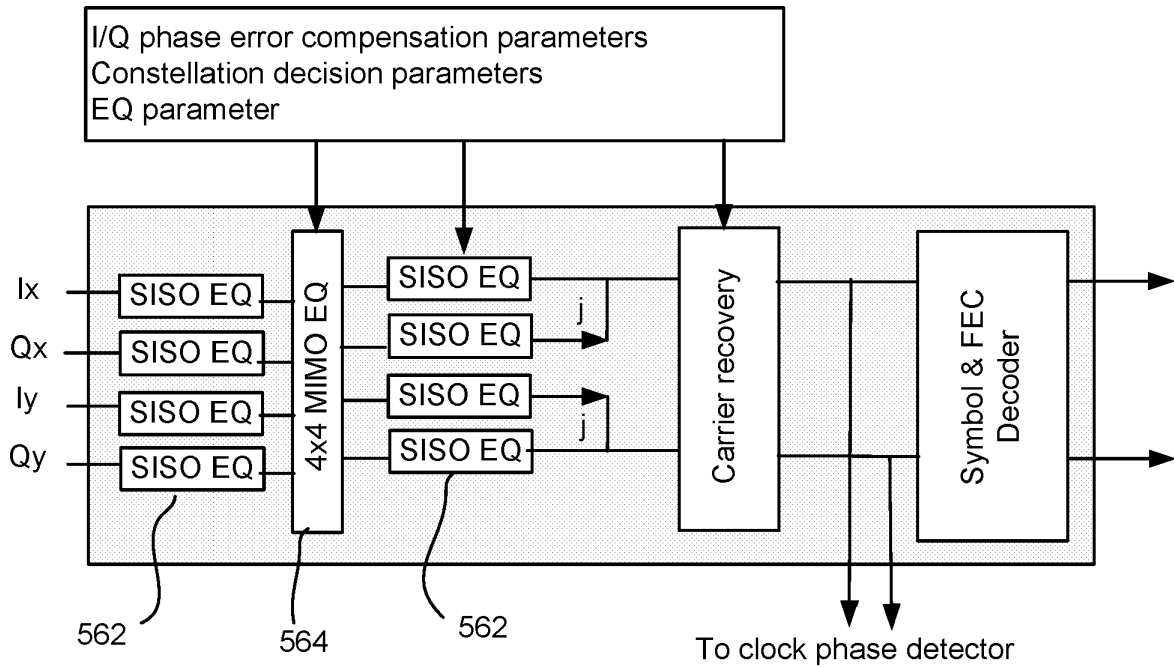 I/Q phase error compensation parameters
Constellation decision parameters
EQ parameter
Ix
Qx
Iy
Qy
SISO EQ
SISO EQ
SISO EQ
SISO EQ
4x4 MIMO EQ
SISO EQ
SISO EQ
SISO EQ
SISO EQ
j
j
Carrier recovery
Symbol & FEC
Decoder
562
564
562
To clock phase detector